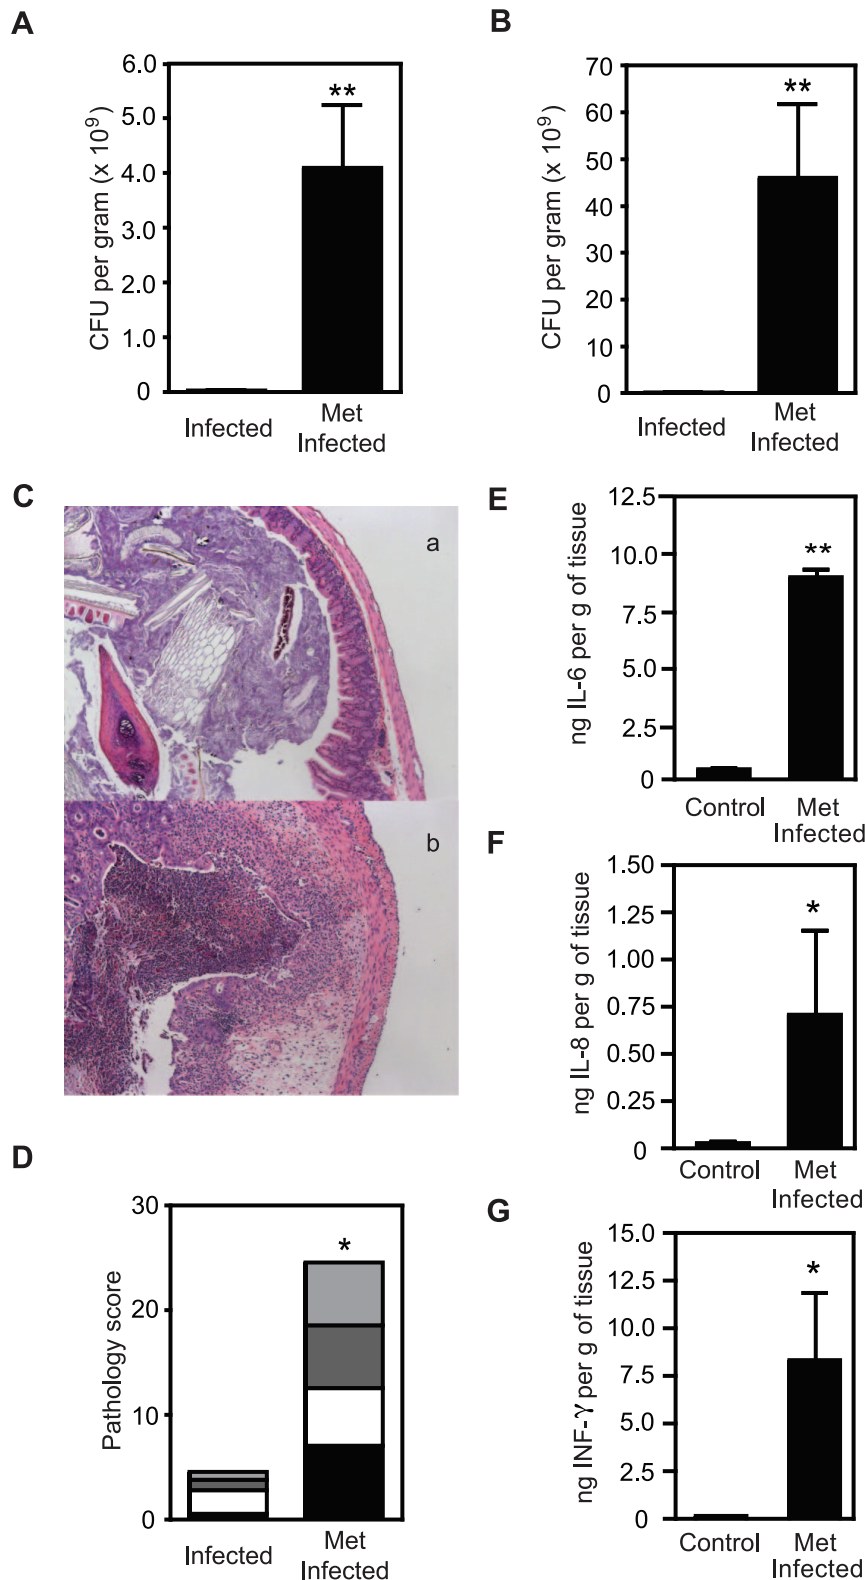 A
CFU per gram (x 10⁹)
6.0
5.0
4.0
3.0
2.0
1.0
0
**
Infected
Met
Infected
B
CFU per gram (x 10⁹)
70
60
50
40
30
20
10
0
**
Infected
Met
Infected
C
a
b
D
Pathology score
30
20
10
0
*
Infected
Met
Infected
E
ng IL-6 per g of tissue
12.5
10.0
7.5
5.0
2.5
0
**
Control
Met
Infected
F
ng IL-8 per g of tissue
1.50
1.25
1.00
0.75
0.50
0.25
0
*
Control
Met
Infected
G
ng INF-γ per g of tissue
15.0
12.5
10.0
7.5
5.0
2.5
0
*
Control
Met
Infected